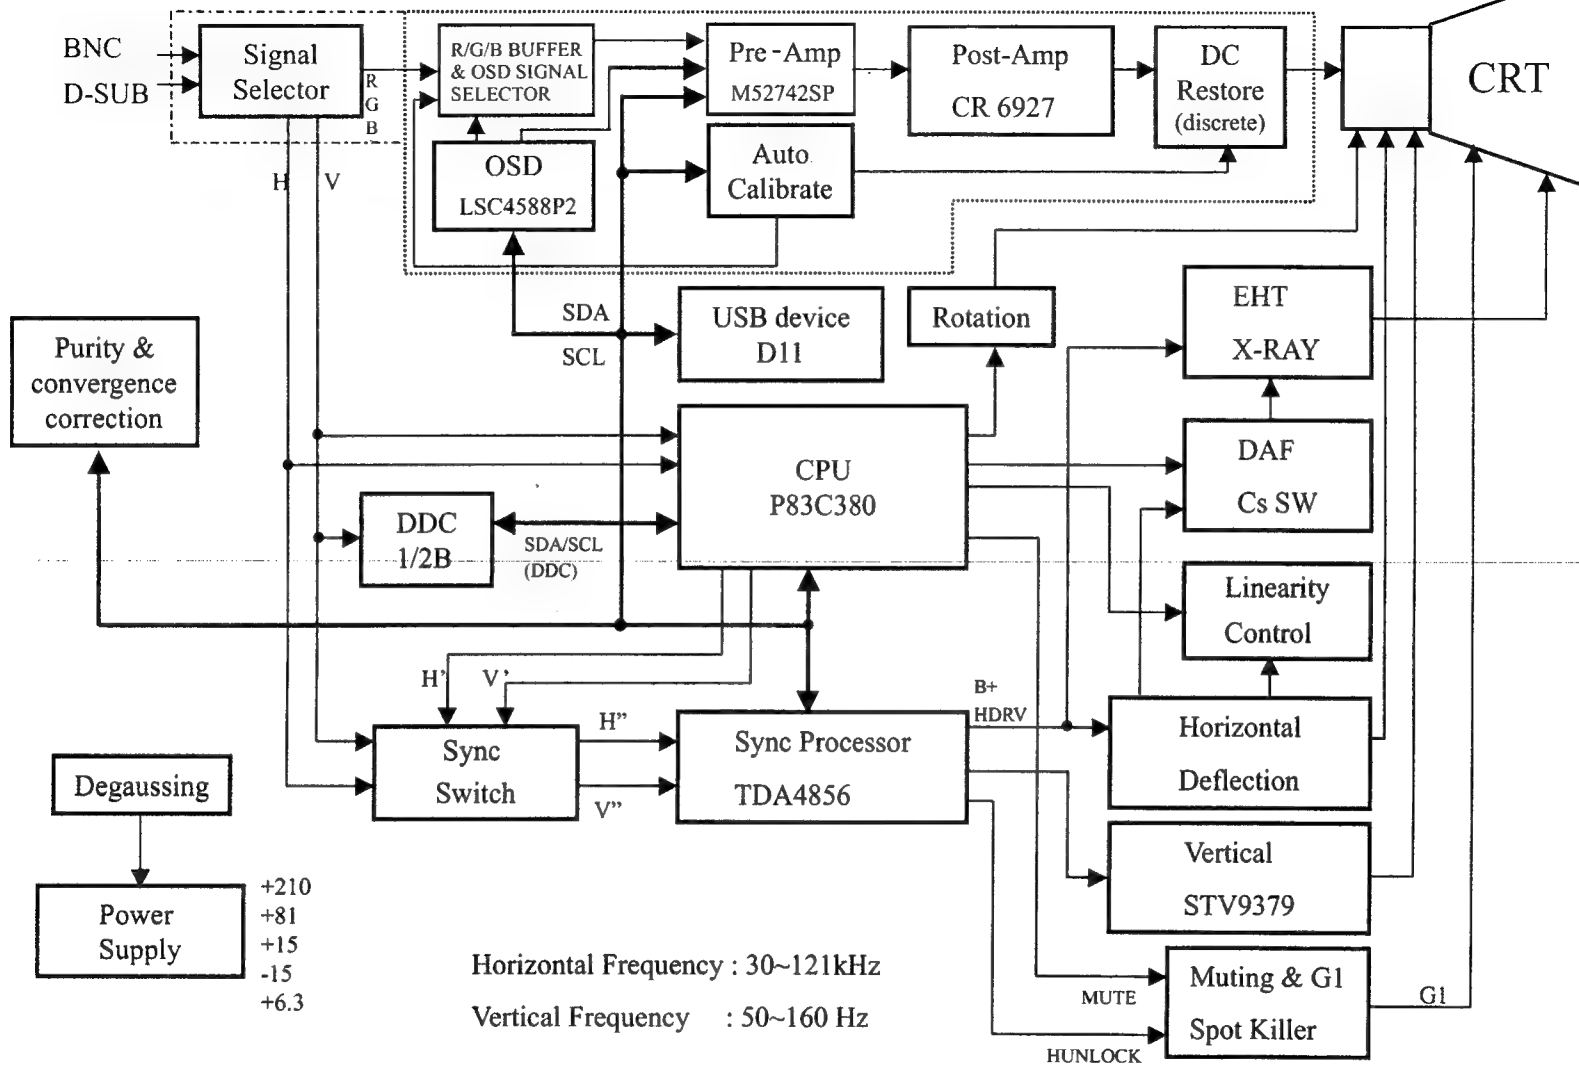 BNC
D-SUB
Signal
Selector
R
G
B
R/G/B BUFFER
& OSD SIGNAL
SELECTOR
Pre-Amp
M52742SP
Post-Amp
CR 6927
DC
Restore
(discrete)
CRT
H
V
OSD
LSC4588P2
Auto
Calibrate
SDA
SCL
USB device
D11
Rotation
EHT
X-RAY
Purity &
convergence
correction
CPU
P83C380
DAF
Cs SW
DDC
1/2B
SDA/SCL
(DDC)
Linearity
Control
H'
V'
B+
HDRV
Sync
Switch
H"
V"
Sync Processor
TDA4856
Horizontal
Deflection
Degaussing
Vertical
STV9379
Power
Supply
+210
+81
+15
-15
+6.3
Horizontal Frequency : 30~121kHz
Vertical Frequency : 50~160 Hz
MUTE
HUNLOCK
Muting & G1
Spot Killer
G1